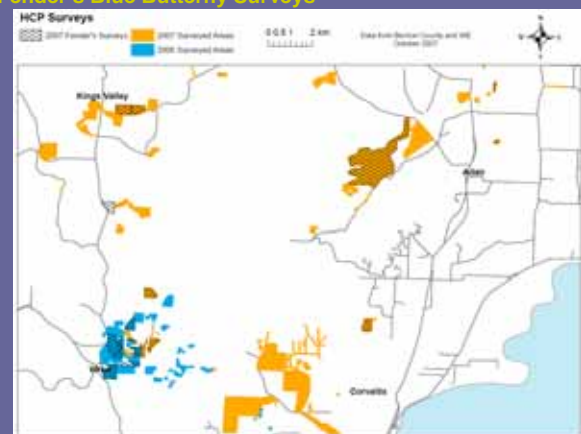 Fender's Blue Butterfly Surveys
HCP Surveys
2007 Fender's Surveys
2007 Surveyed Areas
2006 Surveyed Areas
0 0.5 1 2 km
Data from Benton County and
October 2007
Kings Valley
Adair
Corvallis